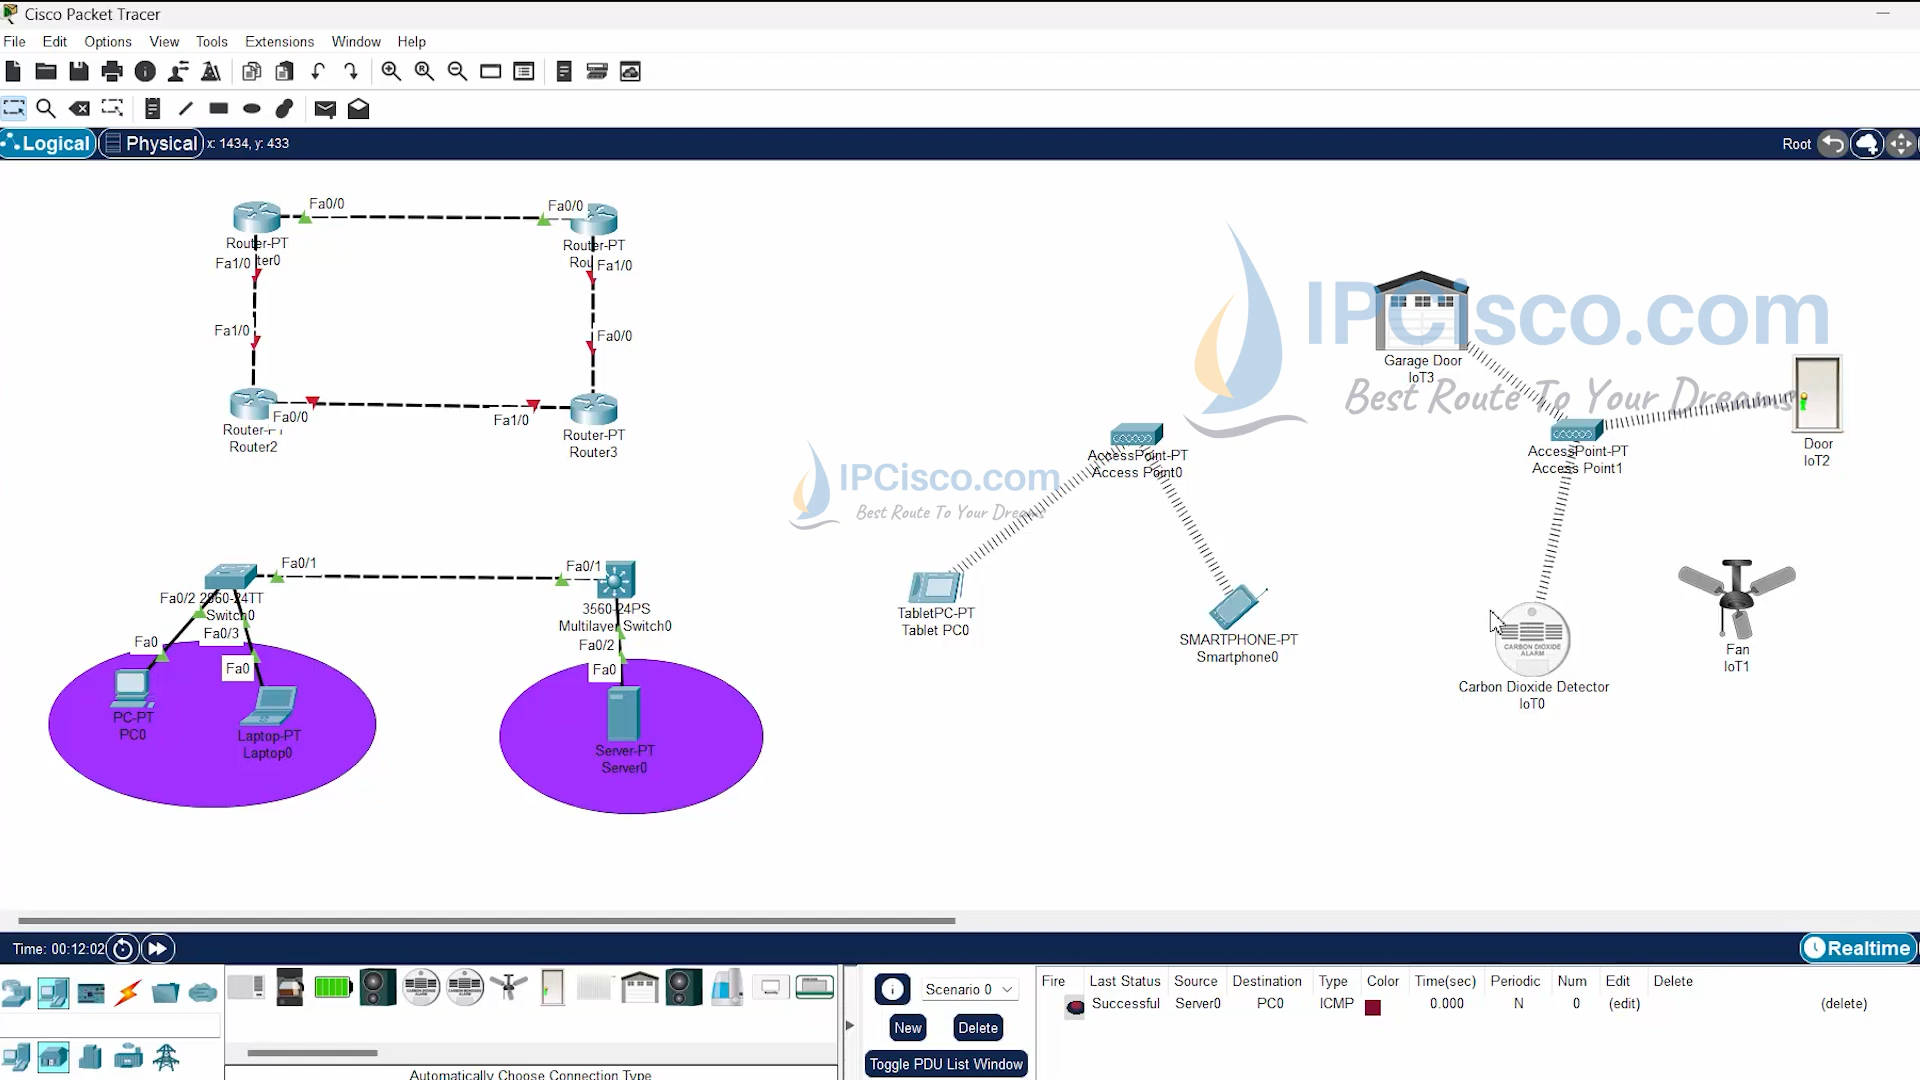 Cisco Packet Tracer
File Edit Options View Tools Extensions Window Help
Logical Physical x: 1434, y: 433 Root
Fa0/0 Fa0/0
Router-PT Router-PT
Fa1/0 Fa1/0
Fa1/0 Fa0/0
Fa0/0 Fa1/0
Router2
Router-PT
Router3
IPCisco.com
Best Route To Your Dreams
IPCisco.com
Best Route To Your Dreams
Garage Door
IoT3
AccessPoint-PT
Access Point0
AccessPoint-PT
Access Point1
Door
IoT2
Fa0/1 Fa0/1
Fa0/2 2960-24TT
Switch0
Fa0/3
3560-24PS
Multilayer Switch0
Fa0/2
Fa0 Fa0 Fa0
TabletPC-PT
Tablet PC0
SMARTPHONE-PT
Smartphone0
CARBON DIOXIDE
ALARM
Carbon Dioxide Detector
IoT0
Fan
IoT1
PC-PT
PC0
Laptop-PT
Laptop0
Server-PT
Server0
Time: 00:12:02 Realtime
Scenario 0
New Delete
Toggle PDU List Window
Fire Last Status Source Destination Type Color Time(sec) Periodic Num Edit Delete
Successful Server0 PC0 ICMP 0.000 N 0 (edit) (delete)
Automatically Choose Connection Type